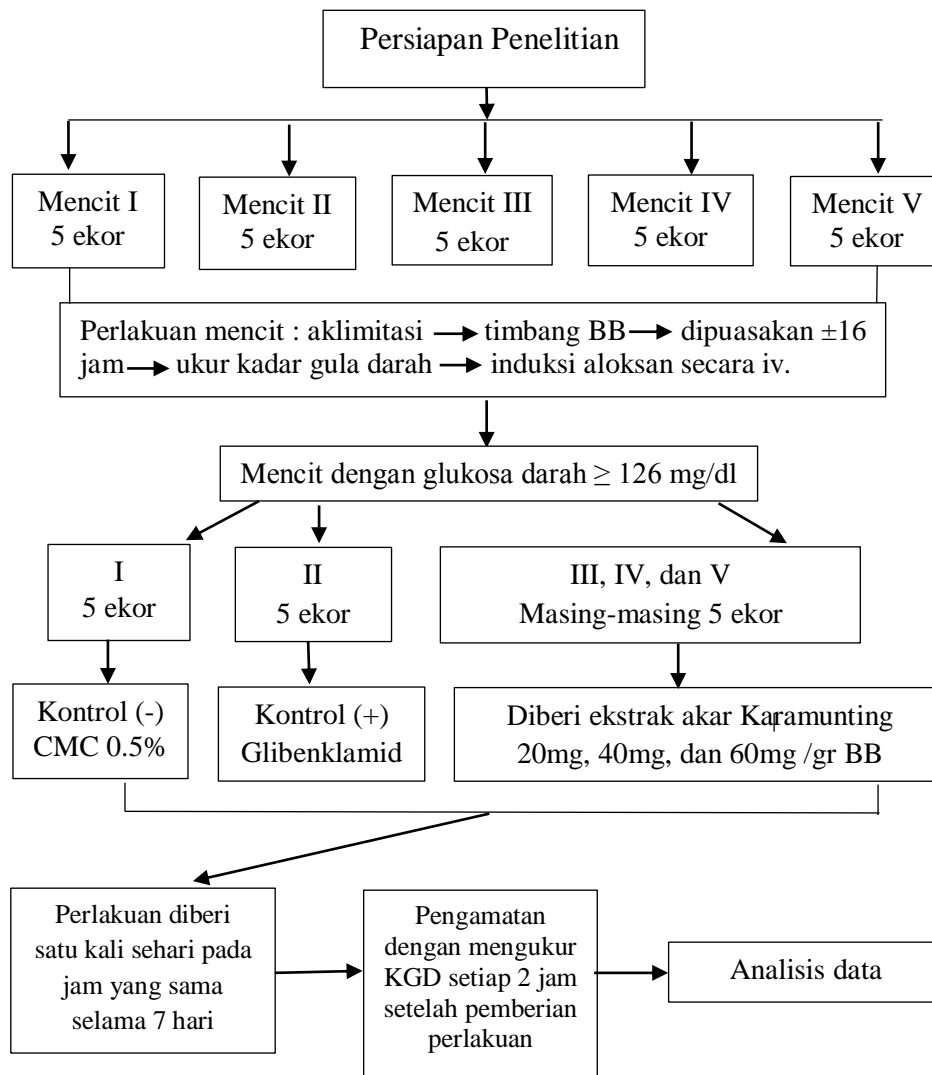 Persiapan Penelitian
Mencit I
5 ekor
Mencit II
5 ekor
Mencit III
5 ekor
Mencit IV
5 ekor
Mencit V
5 ekor
Perlakuan mencit : aklimitasi → timbang BB → dipuasakan ±16
jam → ukur kadar gula darah → induksi aloksan secara iv.
Mencit dengan glukosa darah ≥ 126 mg/dl
I
5 ekor
II
5 ekor
III, IV, dan V
Masing-masing 5 ekor
Kontrol (-)
CMC 0.5%
Kontrol (+)
Glibenklamid
Diberi ekstrak akar Karamunting
20mg, 40mg, dan 60mg /gr BB
Perlakuan diberi
satu kali sehari pada
jam yang sama
selama 7 hari
Pengamatan
dengan mengukur
KGD setiap 2 jam
setelah pemberian
perlakuan
Analisis data